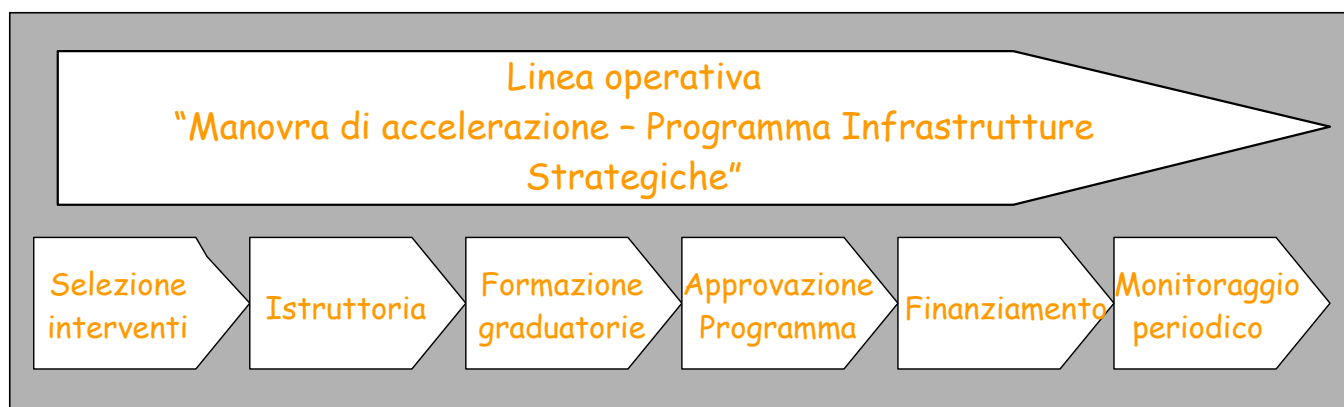 Linea operativa
“Manovra di accelerazione – Programma Infrastrutture
Strategiche”
Selezione
interventi
Istruttoria
Formazione
graduatorie
Approvazione
Programma
Finanziamento
Monitoraggio
periodico